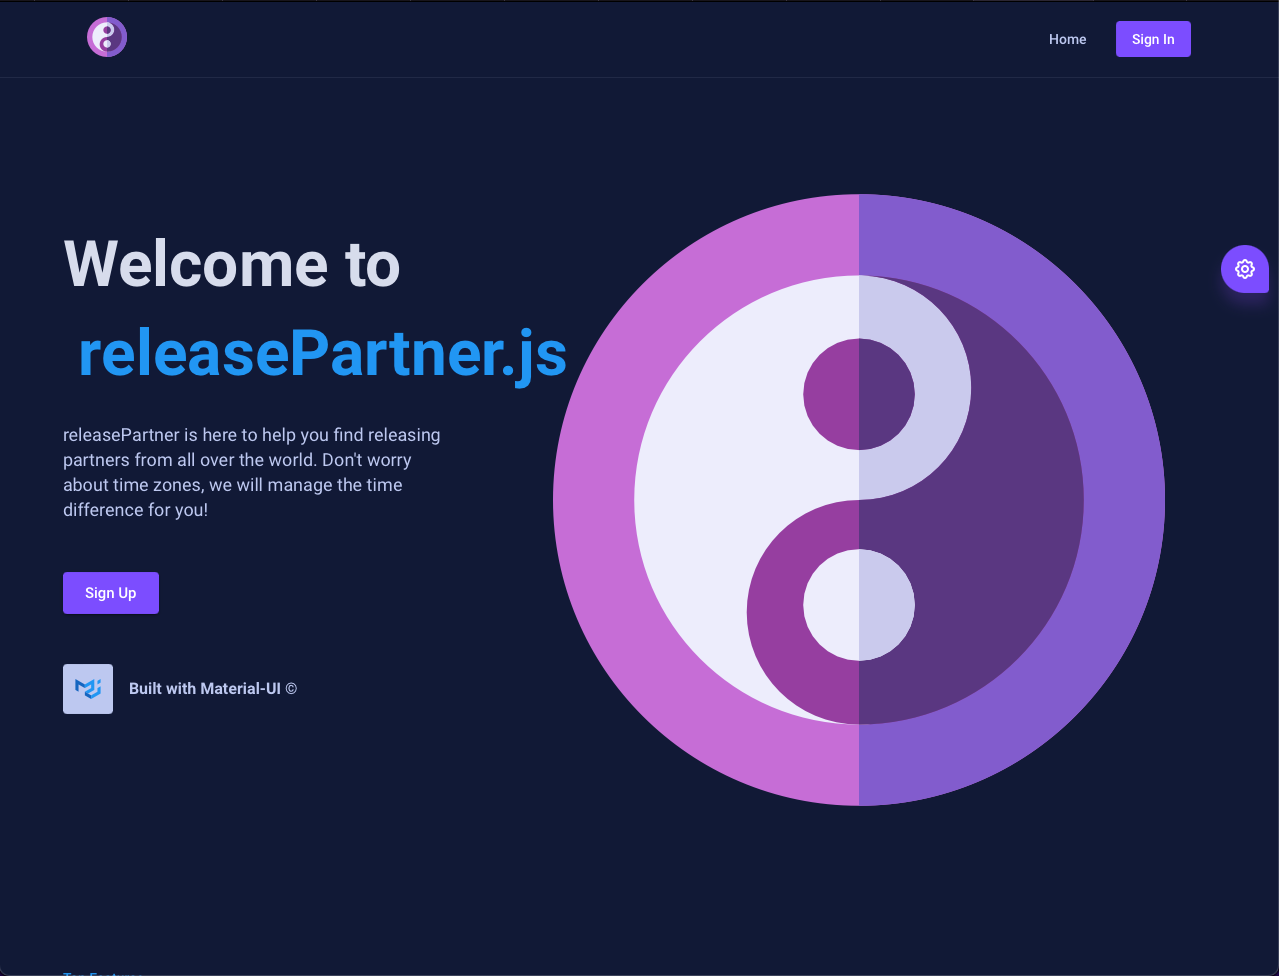 Home
Sign In
Welcome to
releasePartner.js
releasePartner is here to help you find releasing
partners from all over the world. Don't worry
about time zones, we will manage the time
difference for you!
Sign Up
Built with Material-UI ©